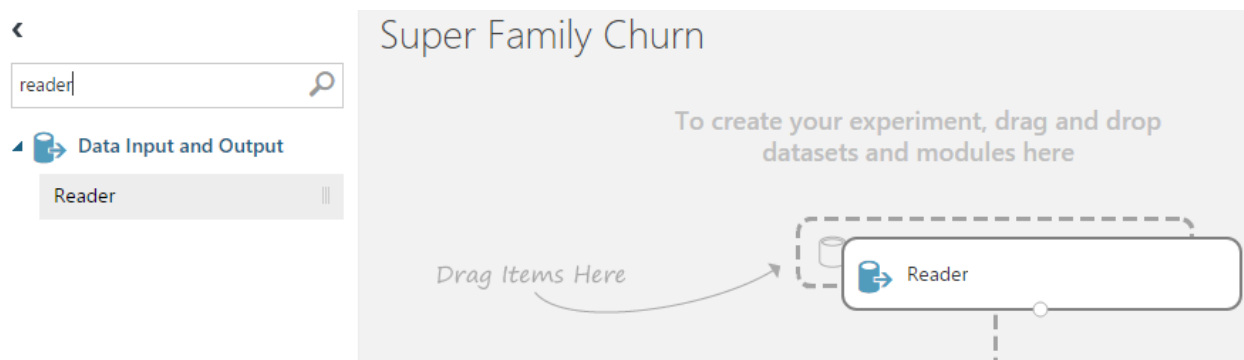 Super Family Churn
reader
Data Input and Output
Reader
To create your experiment, drag and drop
datasets and modules here
Drag Items Here
Reader